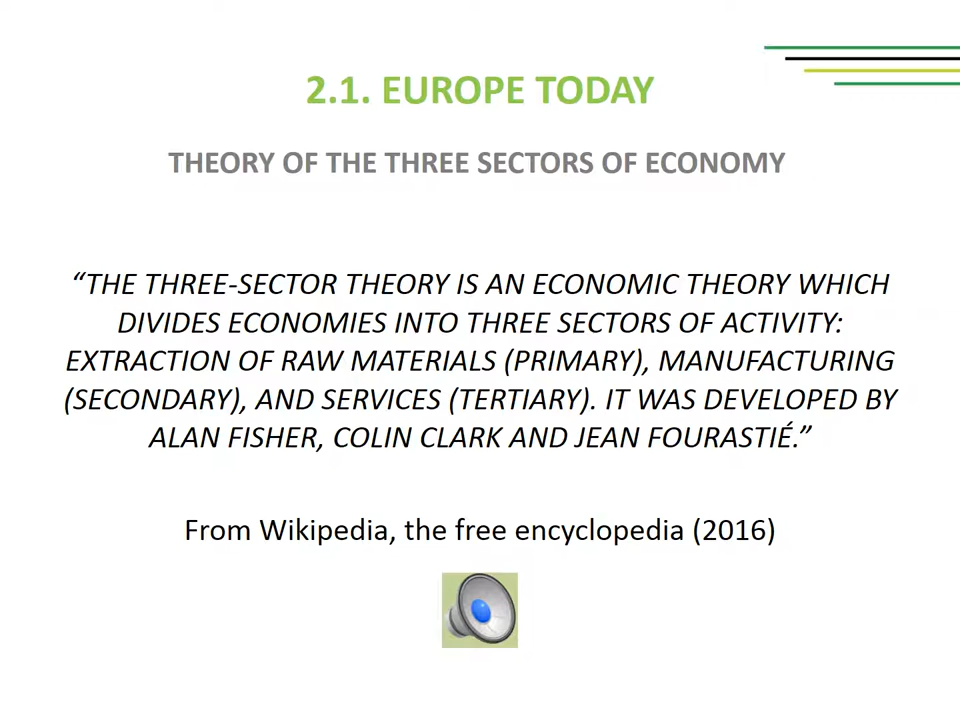 2.1. EUROPE TODAY
THEORY OF THE THREE SECTORS OF ECONOMY
“THE THREE-SECTOR THEORY IS AN ECONOMIC THEORY WHICH
DIVIDES ECONOMIES INTO THREE SECTORS OF ACTIVITY:
EXTRACTION OF RAW MATERIALS (PRIMARY), MANUFACTURING
(SECONDARY), AND SERVICES (TERTIARY). IT WAS DEVELOPED BY
ALAN FISHER, COLIN CLARK AND JEAN FOURASTIÉ.”
From Wikipedia, the free encyclopedia (2016)